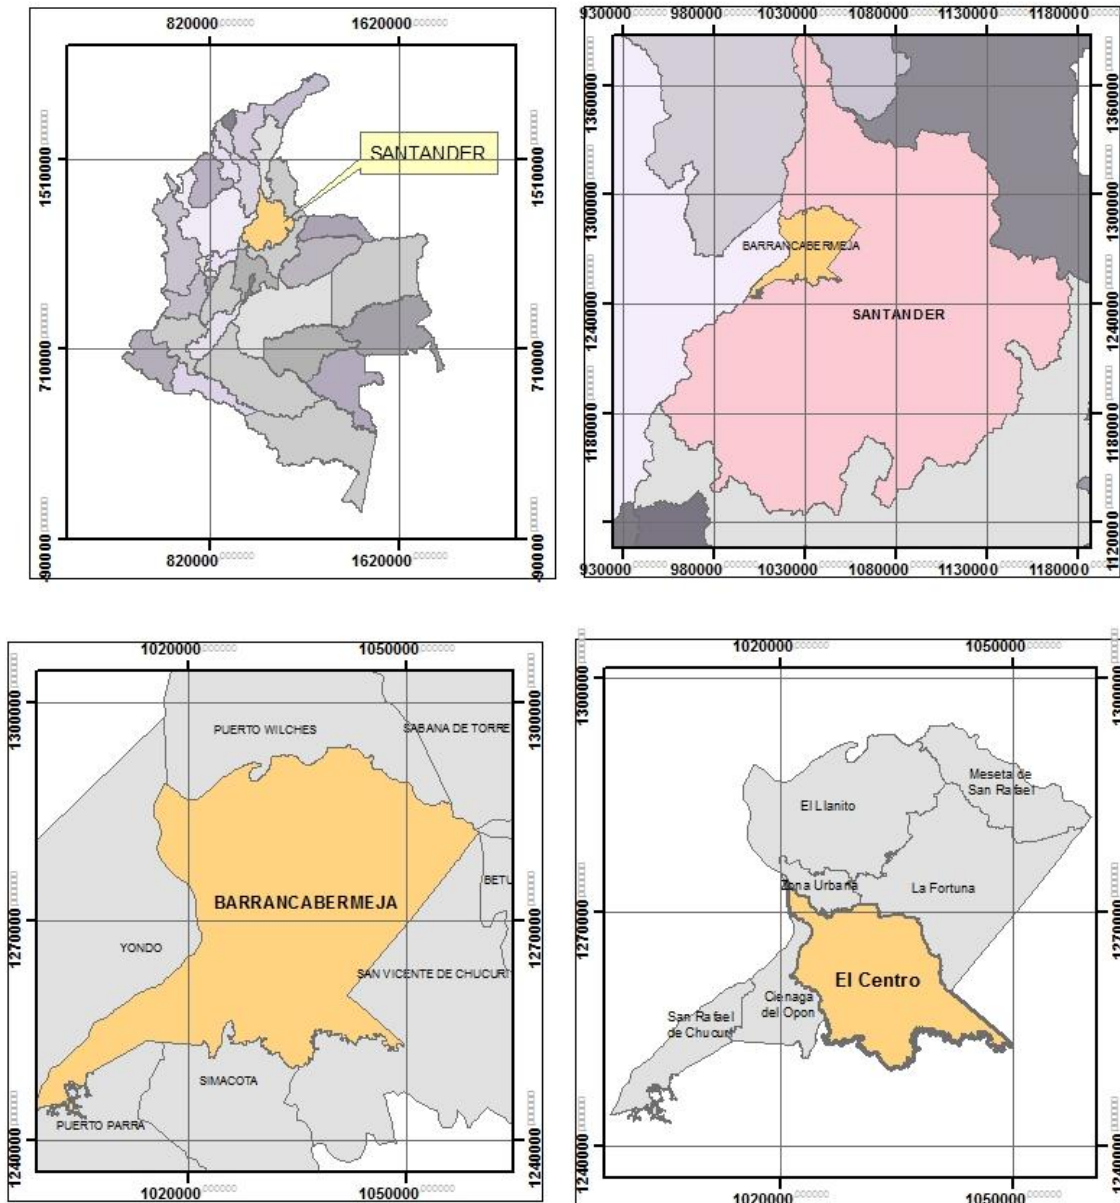 820000 1620000
SANTANDER
1510000 1510000
710000 710000
-90000 -90000
820000 1620000
930000 980000 1030000 1080000 1130000 1180000
1360000 1360000
1300000 1300000
BARRANCABERMEJA
1240000 1240000
SANTANDER
1180000 1180000
1120000
930000 980000 1030000 1080000 1130000 1180000
1020000 1050000
1300000 1300000
PUERTO WILCHES
SABANA DE TORRE
BETU
BARRANCABERMEJA
1270000 1270000
YONDO
SAN VICENTE DE CHUCURI
SIMACOTA
PUERTO PARRA
1240000 1240000
1020000 1050000
1020000 1050000
1300000 1300000
Meseta de
San Rafael
El Llanito
Zona Urbana
La Fortuna
1270000 1270000
El Centro
Cienaga
del Opon
San Rafael
de Chucuri
1240000 1240000
1020000 1050000